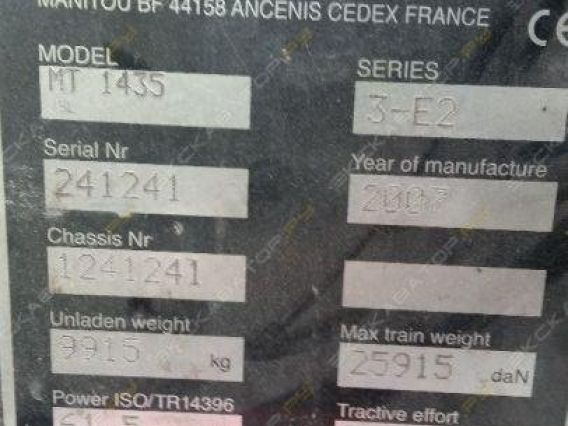 MANITOU BF 44158 ANCENIS CEDEX FRANCE
CE
MODEL
MT 1435
SERIES
3-E2
Serial Nr
241241
Year of manufacture
2007
Chassis Nr
1241241
Unladen weight
9915 kg
Max train weight
25915 daN
Power ISO/TR14396
Tractive effort